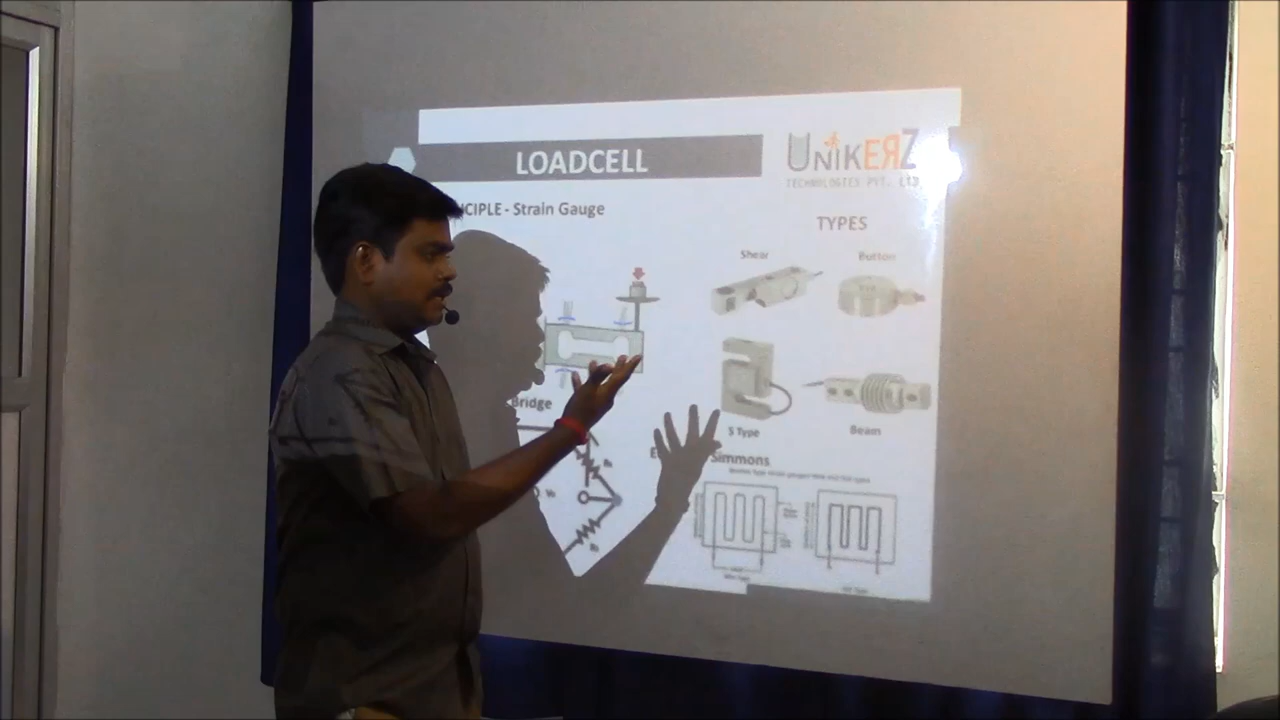 LOADCELL
UNIKERZ
TECHNOLOGIES PVT. LTD
CIPLE - Strain Gauge
TYPES
Shear
Button
Bridge
S Type
Beam
Simmons